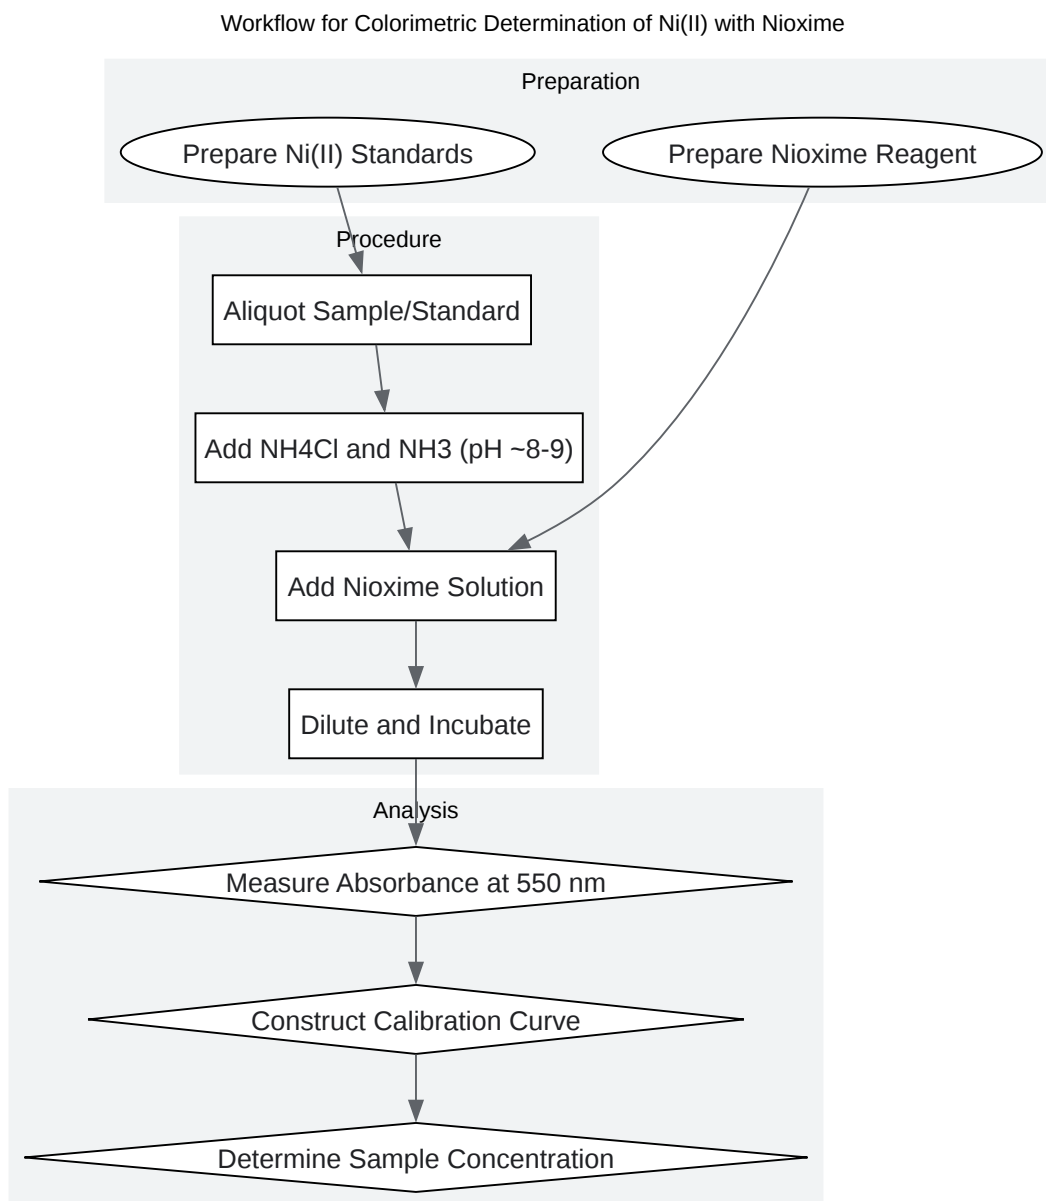 Workflow for Colorimetric Determination of Ni(II) with Nioxime
Preparation
Prepare Ni(II) Standards
Prepare Nioxime Reagent
Procedure
Aliquot Sample/Standard
Add NH4Cl and NH3 (pH ~8-9)
Add Nioxime Solution
Dilute and Incubate
Analysis
Measure Absorbance at 550 nm
Construct Calibration Curve
Determine Sample Concentration